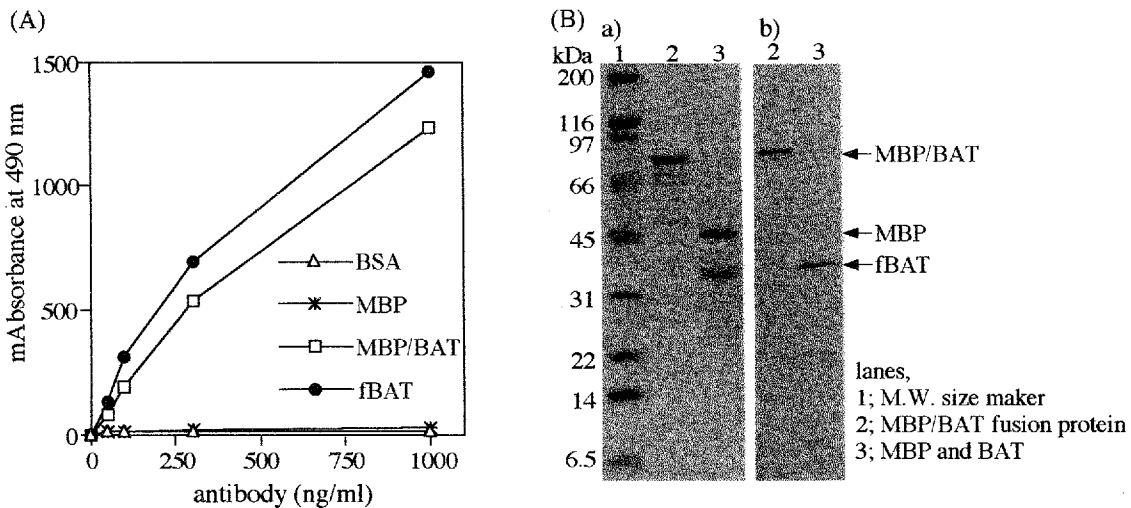 (A)
1500
1000
500
0
mAbsorbance at 490 nm
BSA
MBP
MBP/BAT
fBAT
0 250 500 750 1000
antibody (ng/ml)
(B)
a) b)
kDa 1 2 3 2 3
200
116
97
66
45
31
22
14
6.5
MBP/BAT
MBP
fBAT
lanes,
1; M.W. size maker
2; MBP/BAT fusion protein
3; MBP and BAT